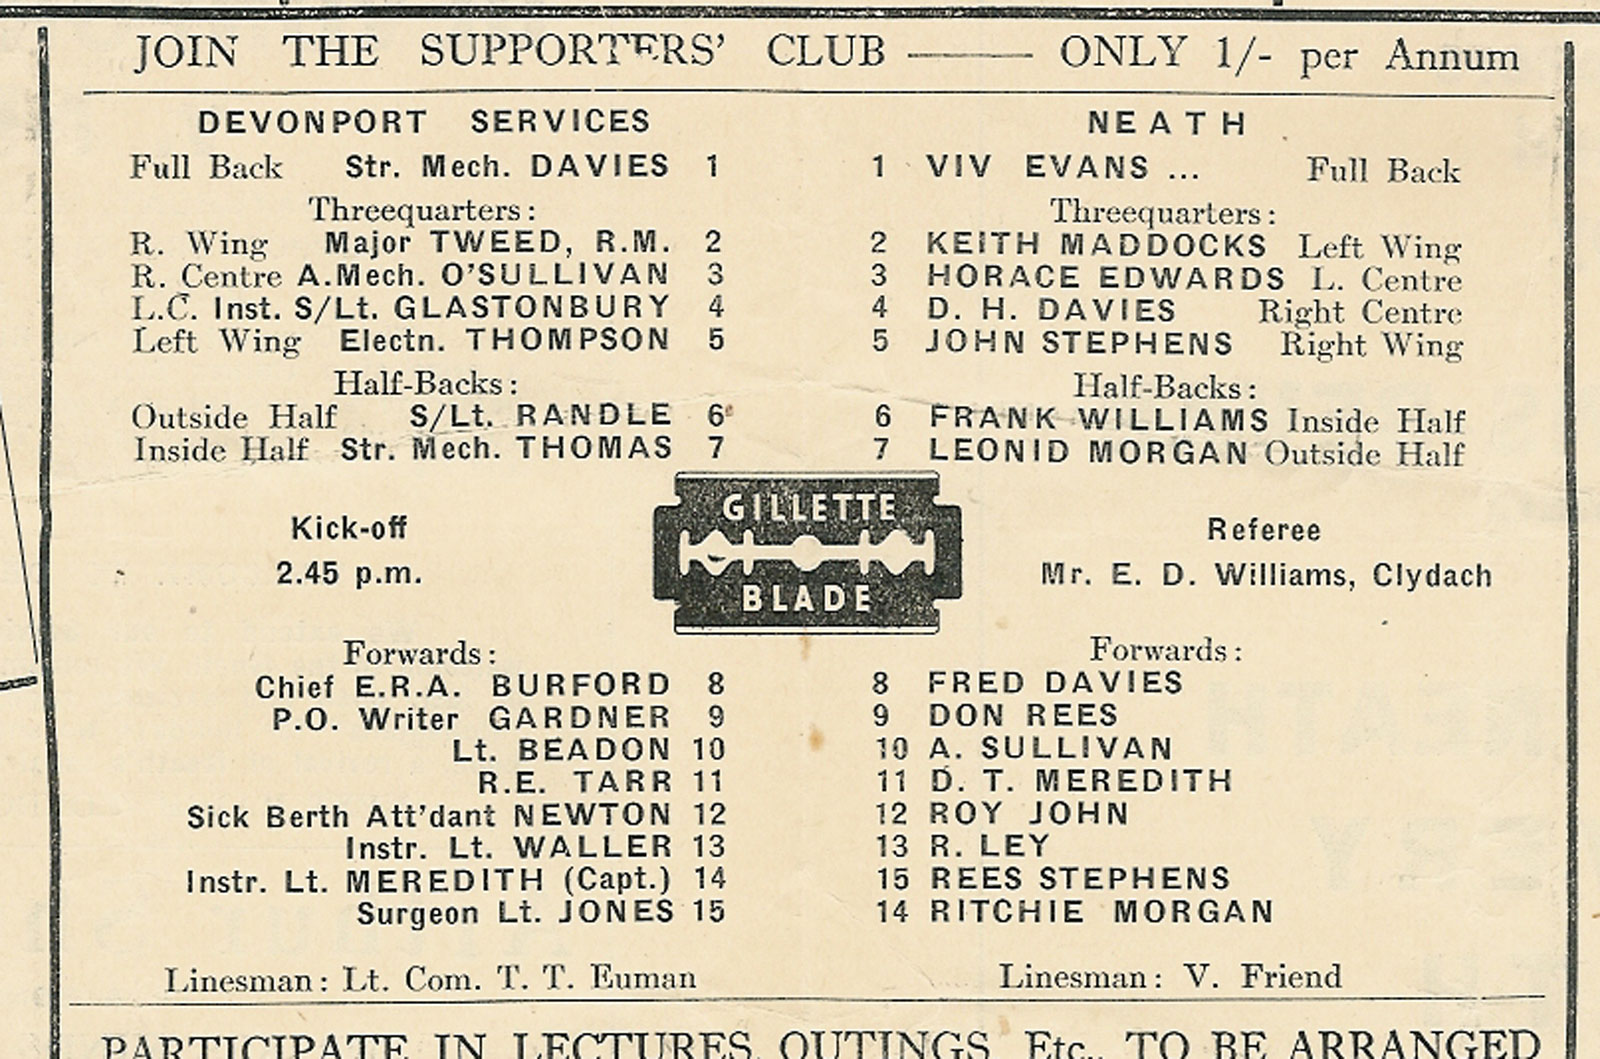 JOIN THE SUPPORTERS' CLUB —— ONLY 1/- per Annum
DEVONPORT SERVICES
Full Back Str. Mech. DAVIES 1
Threequarters:
R. Wing Major TWEED, R.M. 2
R. Centre A.Mech. O'SULLIVAN 3
L.C. Inst. S/Lt. GLASTONBURY 4
Left Wing Electn. THOMPSON 5
Half-Backs:
Outside Half S/Lt. RANDLE 6
Inside Half Str. Mech. THOMAS 7
NEATH
1 VIV EVANS ... Full Back
Threequarters:
2 KEITH MADDOCKS Left Wing
3 HORACE EDWARDS L. Centre
4 D. H. DAVIES Right Centre
5 JOHN STEPHENS Right Wing
Half-Backs:
6 FRANK WILLIAMS Inside Half
7 LEONID MORGAN Outside Half
Kick-off
2.45 p.m.
GILLETTE
BLADE
Referee
Mr. E. D. Williams, Clydach
Forwards:
Chief E.R.A. BURFORD 8
P.O. Writer GARDNER 9
Lt. BEADON 10
R.E. TARR 11
Sick Berth Att'dant NEWTON 12
Instr. Lt. WALLER 13
Instr. Lt. MEREDITH (Capt.) 14
Surgeon Lt. JONES 15
Linesman: Lt. Com. T. T. Euman
Forwards:
8 FRED DAVIES
9 DON REES
10 A. SULLIVAN
11 D. T. MEREDITH
12 ROY JOHN
13 R. LEY
15 REES STEPHENS
14 RITCHIE MORGAN
Linesman: V. Friend
PARTICIPATE IN LECTURES, OUTINGS, Etc., TO BE ARRANGED